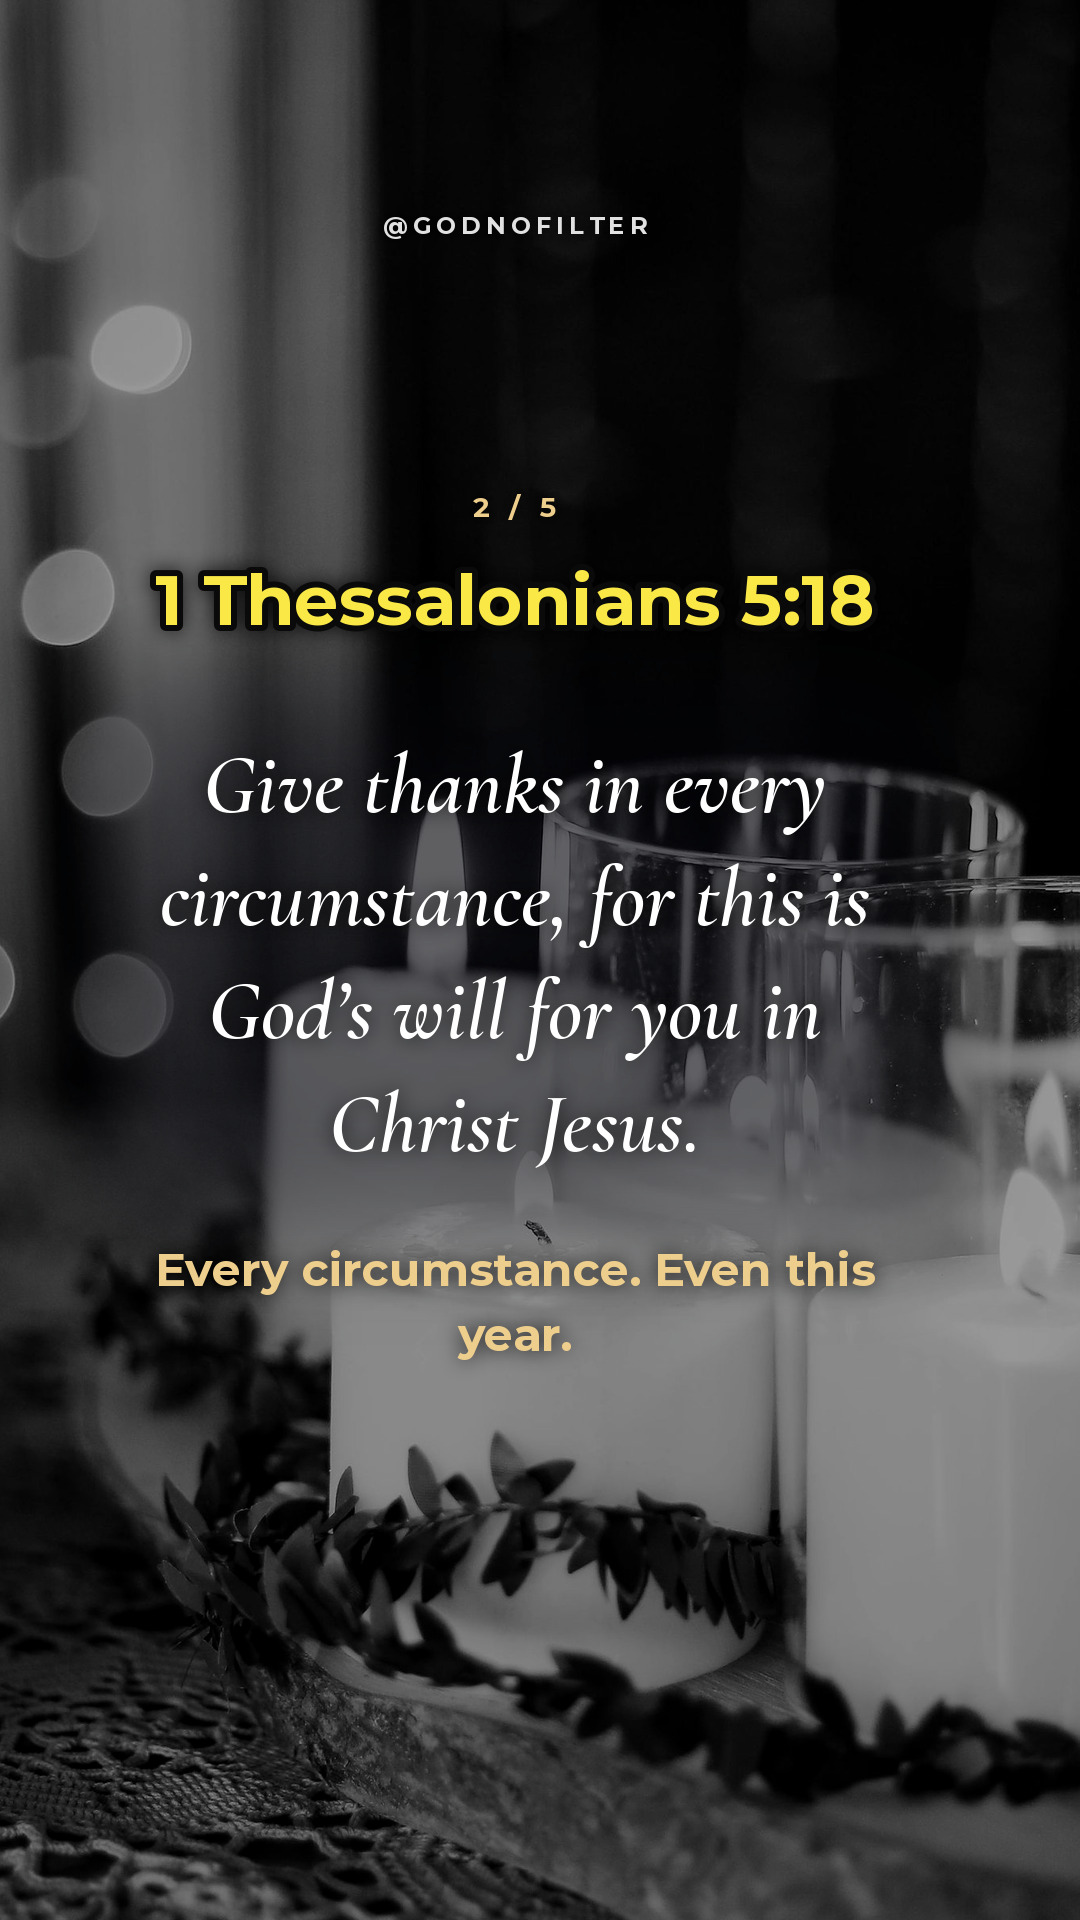 @GODNOFILTER
2 / 5
1 Thessalonians 5:18
Give thanks in every
circumstance, for this is
God’s will for you in
Christ Jesus.
Every circumstance. Even this
year.